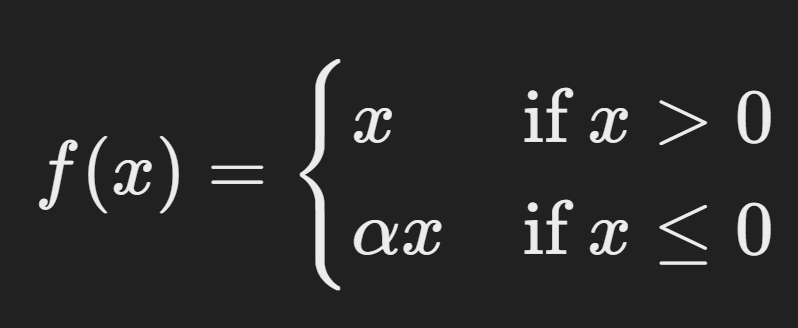 f(x) = { x if x > 0
αx if x ≤ 0